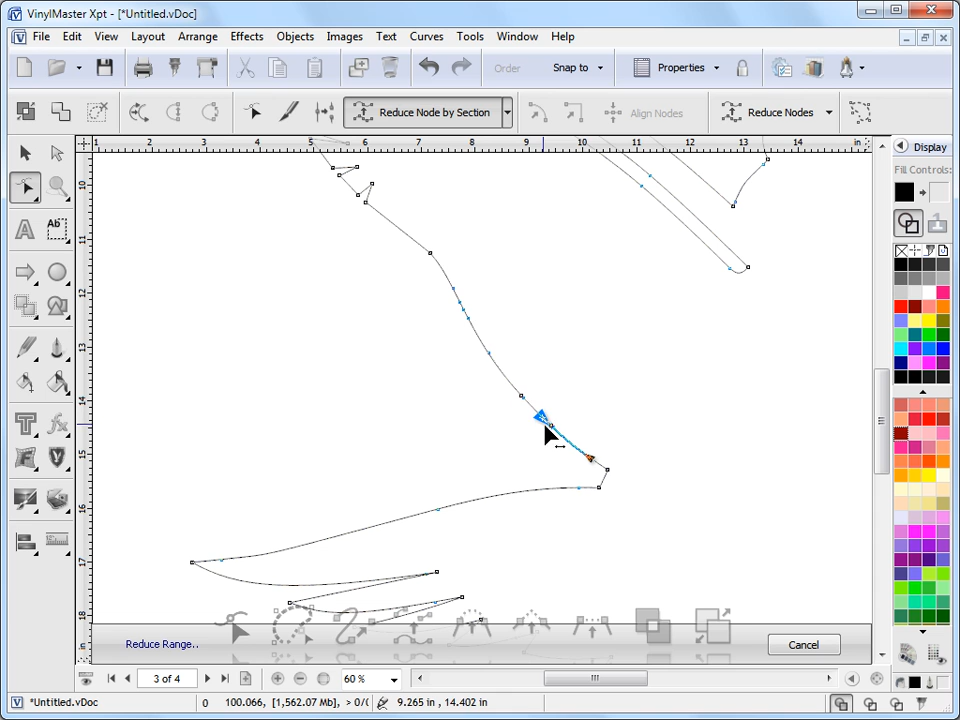 VinylMaster Xpt - [*Untitled.vDoc]
File Edit View Layout Arrange Effects Objects Images Text Curves Tools Window Help
Order Snap to Properties
Reduce Node by Section Align Nodes Reduce Nodes
1 2 3 4 5 6 7 8 9 10 11 12 13 14 in
Display
Fill Controls:
10
11
12
13
14
15
16
17
18
in
Abc
Reduce Range.. Cancel
3 of 4 60 %
*Untitled.vDoc 0 100.066, [1,562.07 Mb], > 0/( 9.265 in , 14.402 in